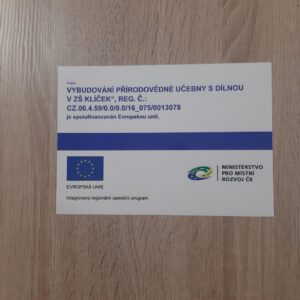 Projekt
VYBUDOVÁNÍ PŘÍRODOVĚDNÉ UČEBNY S DÍLNOU
V ZŠ KLÍČEK“, REG. Č.:
CZ.06.4.59/0.0/0.0/16_075/0013078
je spolufinancován Evropskou unií.
EVROPSKÁ UNIE
Integrovaný regionální operační program
MINISTERSTVO
PRO MÍSTNÍ
ROZVOJ ČR